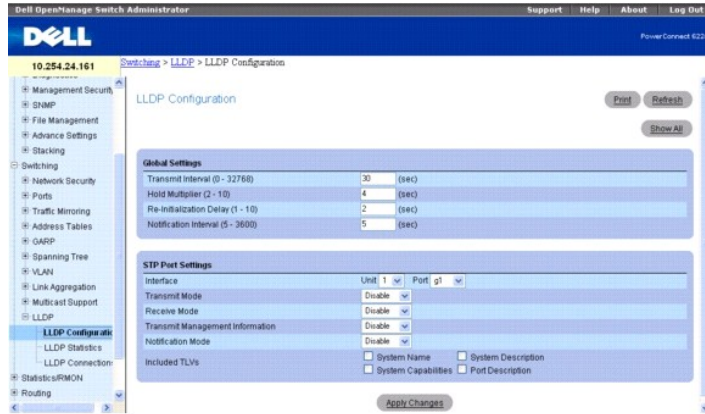 Dell OpenManage Switch Administrator Support Help About Log Out
DELL
PowerConnect 622
10.254.24.161
Switching > LLDP > LLDP Configuration
Management Security
SNMP
File Management
Advance Settings
Stacking
Switching
Network Security
Ports
Traffic Mirroring
Address Tables
GARP
Spanning Tree
VLAN
Link Aggregation
Multicast Support
LLDP
LLDP Configuratic
LLDP Statistics
LLDP Connection
Statistics/RMON
Routing
LLDP Configuration
Print Refresh
Show All
Global Settings
Transmit Interval (0 - 32768) 30 (sec)
Hold Multiplier (2 - 10) 4 (sec)
Re-Initialization Delay (1 - 10) 2 (sec)
Notification Interval (5 - 3600) 5 (sec)
STP Port Settings
Interface Unit 1 Port g1
Transmit Mode Disable
Receive Mode Disable
Transmit Management Information Disable
Notification Mode Disable
Included TLVs System Name System Description
System Capabilities Port Description
Apply Changes